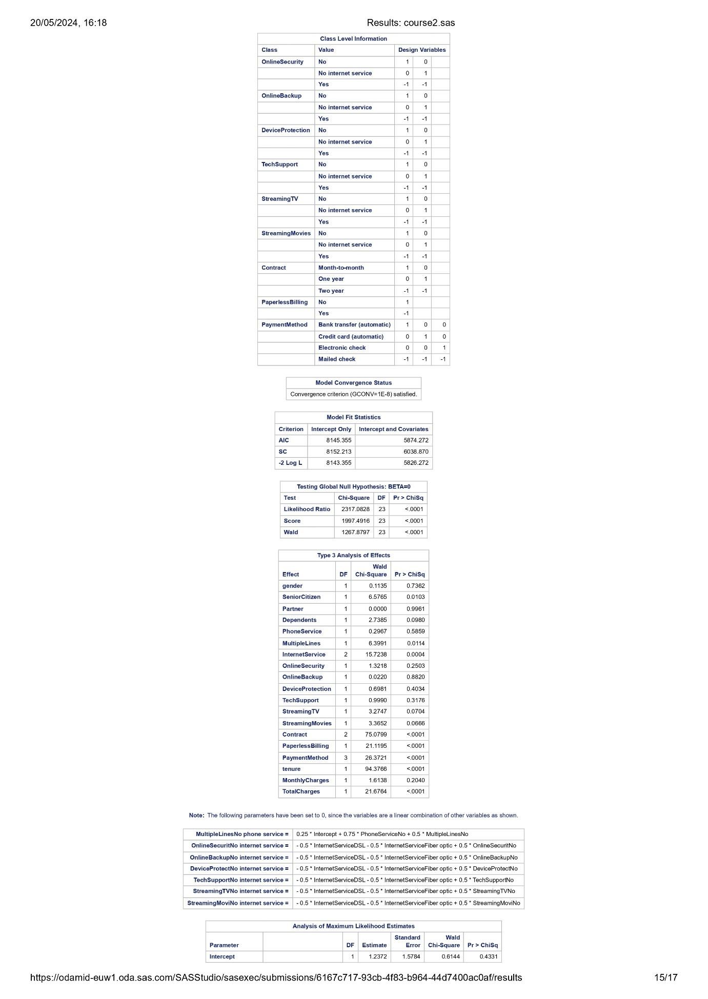 20/05/2024, 16:18 Results: course2.sas
Class Level Information
Class Value Design Variables
OnlineSecurity No 1 0
No internet service 0 1
Yes -1 -1
OnlineBackup No 1 0
No internet service 0 1
Yes -1 -1
DeviceProtection No 1 0
No internet service 0 1
Yes -1 -1
TechSupport No 1 0
No internet service 0 1
Yes -1 -1
StreamingTV No 1 0
No internet service 0 1
Yes -1 -1
StreamingMovies No 1 0
No internet service 0 1
Yes -1 -1
Contract Month-to-month 1 0
One year 0 1
Two year -1 -1
PaperlessBilling No 1
Yes -1
PaymentMethod Bank transfer (automatic) 1 0 0
Credit card (automatic) 0 1 0
Electronic check 0 0 1
Mailed check -1 -1 -1
Model Convergence Status
Convergence criterion (GCONV=1E-8) satisfied.
Model Fit Statistics
Criterion Intercept Only Intercept and Covariates
AIC 8145.355 5874.272
SC 8152.213 6038.870
-2 Log L 8143.355 5826.272
Testing Global Null Hypothesis: BETA=0
Test Chi-Square DF Pr > ChiSq
Likelihood Ratio 2317.0828 23 <.0001
Score 1997.4916 23 <.0001
Wald 1267.8797 23 <.0001
Type 3 Analysis of Effects
Wald
Effect DF Chi-Square Pr > ChiSq
gender 1 0.1135 0.7362
SeniorCitizen 1 6.5765 0.0103
Partner 1 0.0000 0.9961
Dependents 1 2.7385 0.0980
PhoneService 1 0.2967 0.5859
MultipleLines 1 6.3991 0.0114
InternetService 2 15.7238 0.0004
OnlineSecurity 1 1.3218 0.2503
OnlineBackup 1 0.0220 0.8820
DeviceProtection 1 0.6981 0.4034
TechSupport 1 0.9990 0.3176
StreamingTV 1 3.2747 0.0704
StreamingMovies 1 3.3652 0.0666
Contract 2 75.0799 <.0001
PaperlessBilling 1 21.1195 <.0001
PaymentMethod 3 26.3721 <.0001
tenure 1 94.3766 <.0001
MonthlyCharges 1 1.6138 0.2040
TotalCharges 1 21.6764 <.0001
Note: The following parameters have been set to 0, since the variables are a linear combination of other variables as shown.
MultipleLinesNo phone service = 0.25 * Intercept + 0.75 * PhoneServiceNo + 0.5 * MultipleLinesNo
OnlineSecuritNo internet service = - 0.5 * InternetServiceDSL - 0.5 * InternetServiceFiber optic + 0.5 * OnlineSecuritNo
OnlineBackupNo internet service = - 0.5 * InternetServiceDSL - 0.5 * InternetServiceFiber optic + 0.5 * OnlineBackupNo
DeviceProtectNo internet service = - 0.5 * InternetServiceDSL - 0.5 * InternetServiceFiber optic + 0.5 * DeviceProtectNo
TechSupportNo internet service = - 0.5 * InternetServiceDSL - 0.5 * InternetServiceFiber optic + 0.5 * TechSupportNo
StreamingTVNo internet service = - 0.5 * InternetServiceDSL - 0.5 * InternetServiceFiber optic + 0.5 * StreamingTVNo
StreamingMoviNo internet service = - 0.5 * InternetServiceDSL - 0.5 * InternetServiceFiber optic + 0.5 * StreamingMoviNo
Analysis of Maximum Likelihood Estimates
Standard Wald
Parameter DF Estimate Error Chi-Square Pr > ChiSq
Intercept 1 1.2372 1.5784 0.6144 0.4331
https://odamid-euw1.oda.sas.com/SASStudio/sasexec/submissions/6167c717-93cb-4f83-b964-44d7400ac0af/results 15/17